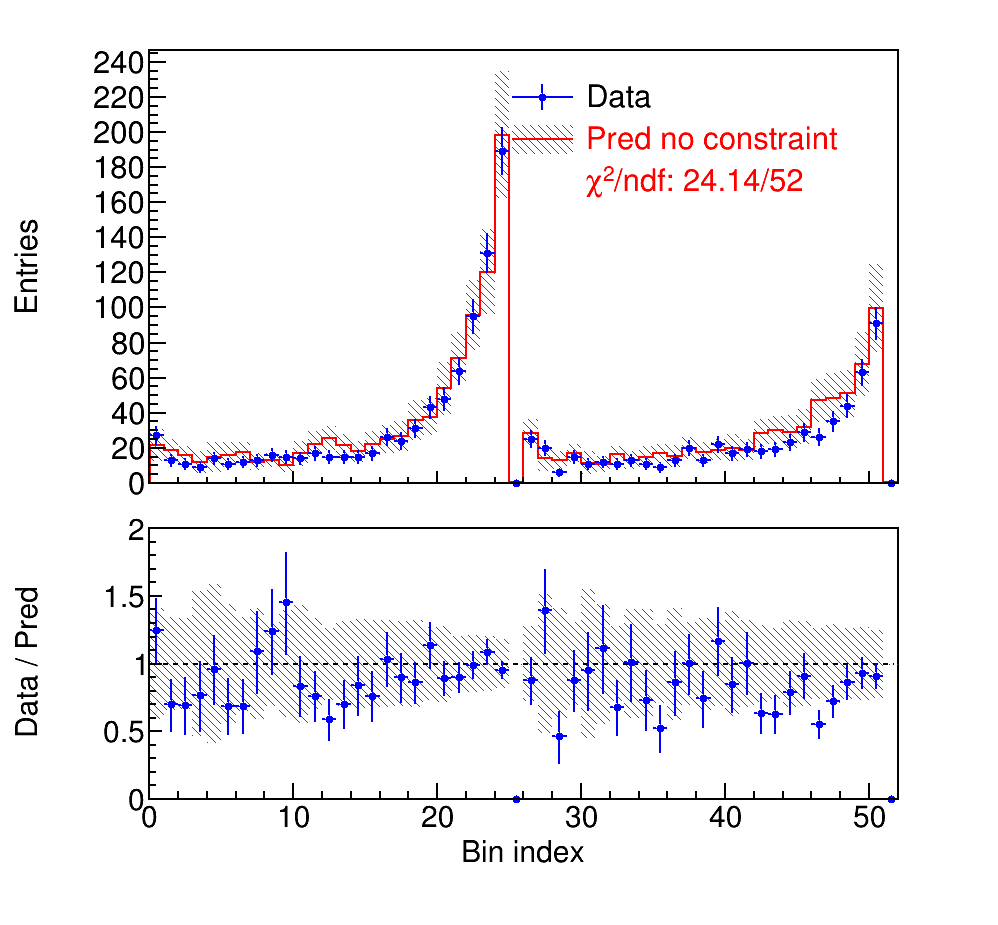 Entries
240
220
200
180
160
140
120
100
80
60
40
20
0
Data
Pred no constraint
χ²/ndf: 24.14/52
Data / Pred
2
1.5
1
0.5
0
0 10 20 30 40 50
Bin index